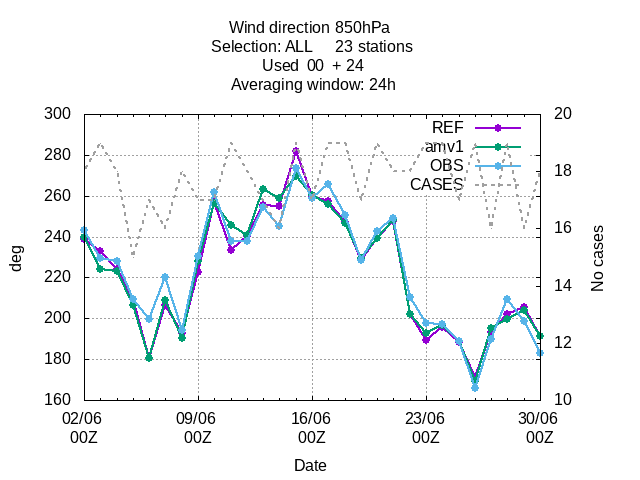 Wind direction 850hPa
Selection: ALL 23 stations
Used 00 + 24
Averaging window: 24h
300
280
260
240
220
200
180
160
deg
20
18
16
14
12
10
No cases
REF
amv1
OBS
CASES
02/06 09/06 16/06 23/06 30/06
00Z 00Z 00Z 00Z 00Z
Date